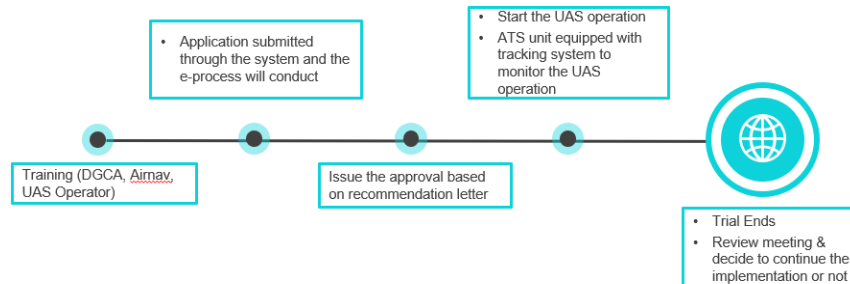 • Application submitted
through the system and the
e-process will conduct
• Start the UAS operation
• ATS unit equipped with
tracking system to
monitor the UAS
operation
Training (DGCA, Airnav,
UAS Operator)
Issue the approval based
on recommendation letter
• Trial Ends
• Review meeting &
decide to continue the
implementation or not